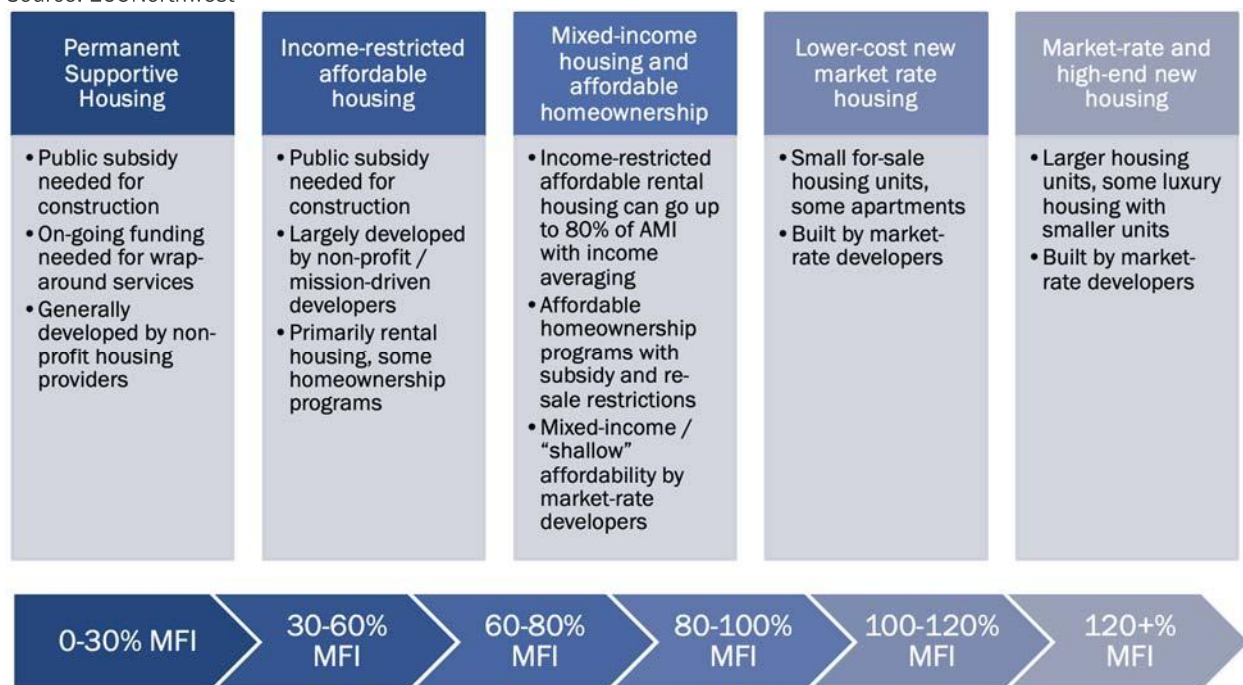 Source: ECONorthwest
Permanent
Supportive
Housing
• Public subsidy
needed for
construction
• On-going funding
needed for wrap-
around services
• Generally
developed by non-
profit housing
providers
Income-restricted
affordable
housing
• Public subsidy
needed for
construction
• Largely developed
by non-profit /
mission-driven
developers
• Primarily rental
housing, some
homeownership
programs
Mixed-income
housing and
affordable
homeownership
• Income-restricted
affordable rental
housing can go up
to 80% of AMI
with income
averaging
• Affordable
homeownership
programs with
subsidy and re-
sale restrictions
• Mixed-income /
“shallow”
affordability by
market-rate
developers
Lower-cost new
market rate
housing
• Small for-sale
housing units,
some apartments
• Built by market-
rate developers
Market-rate and
high-end new
housing
• Larger housing
units, some luxury
housing with
smaller units
• Built by market-
rate developers
0-30% MFI
30-60%
MFI
60-80%
MFI
80-100%
MFI
100-120%
MFI
120+%
MFI